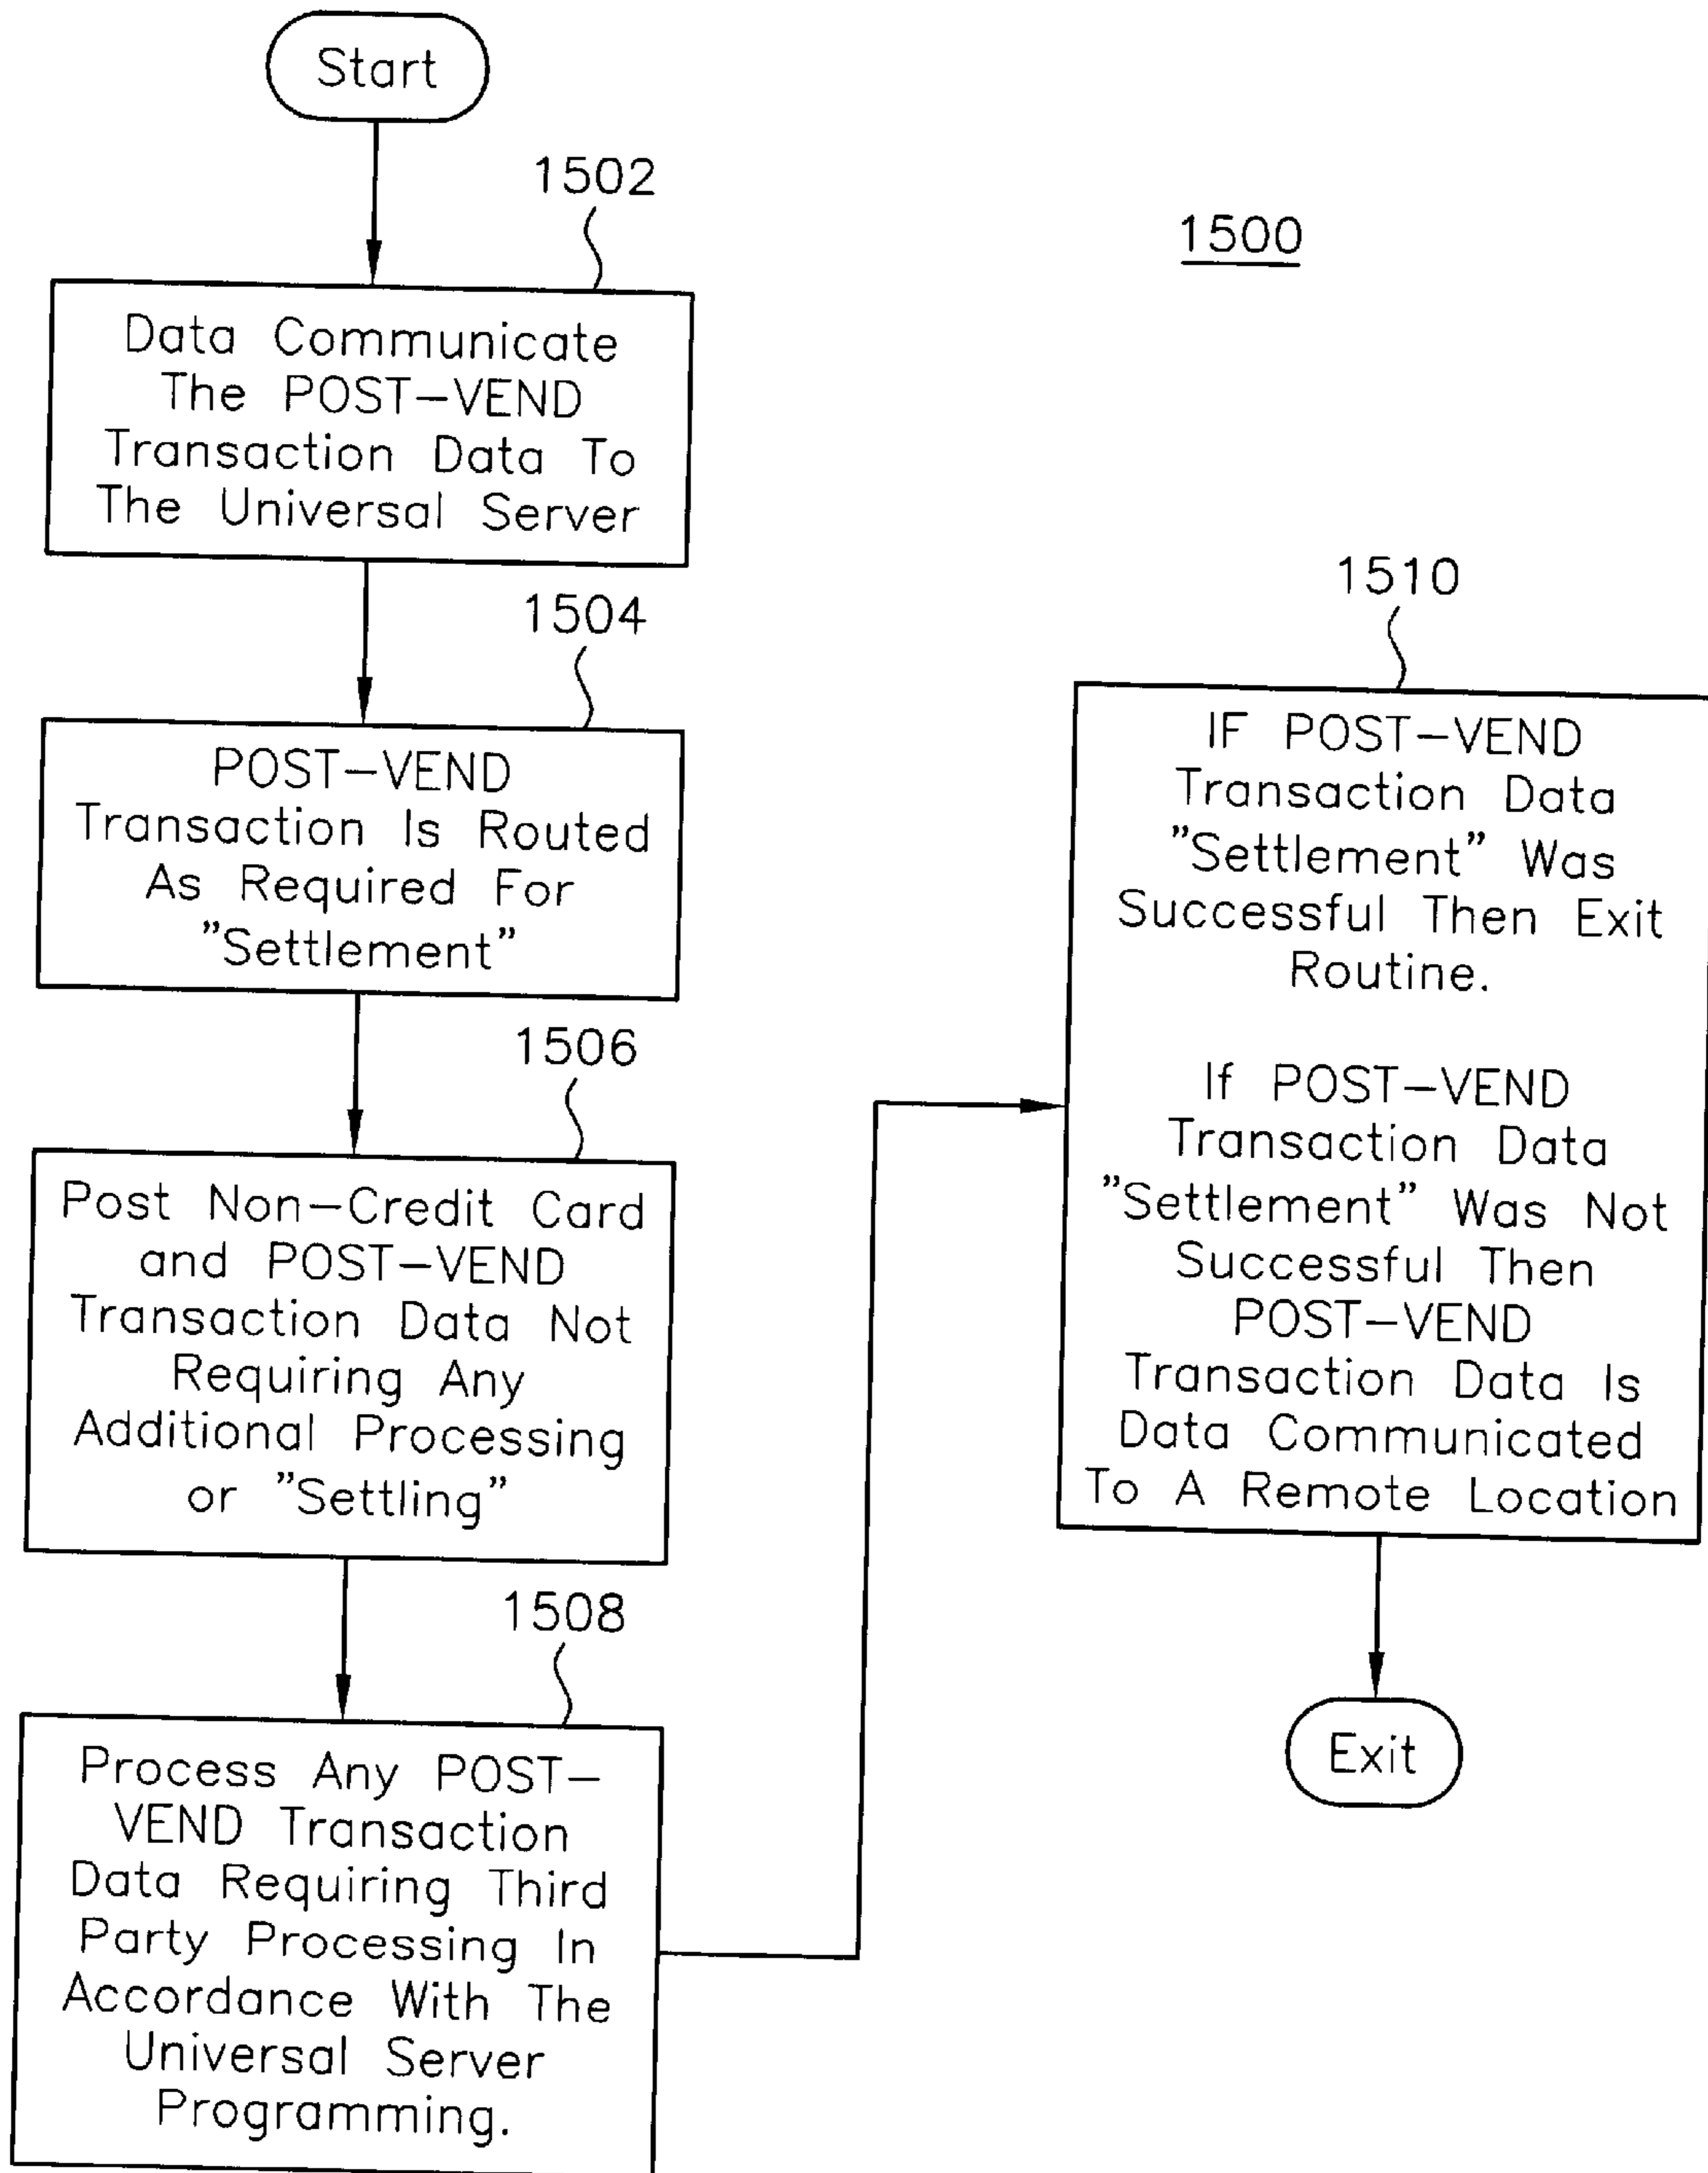 Start
1502
1500
Data Communicate
The POST-VEND
Transaction Data To
The Universal Server
1504
POST-VEND
Transaction Is Routed
As Required For
"Settlement"
1506
Post Non-Credit Card
and POST-VEND
Transaction Data Not
Requiring Any
Additional Processing
or "Settling"
1508
Process Any POST-
VEND Transaction
Data Requiring Third
Party Processing In
Accordance With The
Universal Server
Programming.
1510
IF POST-VEND
Transaction Data
"Settlement" Was
Successful Then Exit
Routine.
If POST-VEND
Transaction Data
"Settlement" Was Not
Successful Then
POST-VEND
Transaction Data Is
Data Communicated
To A Remote Location
Exit